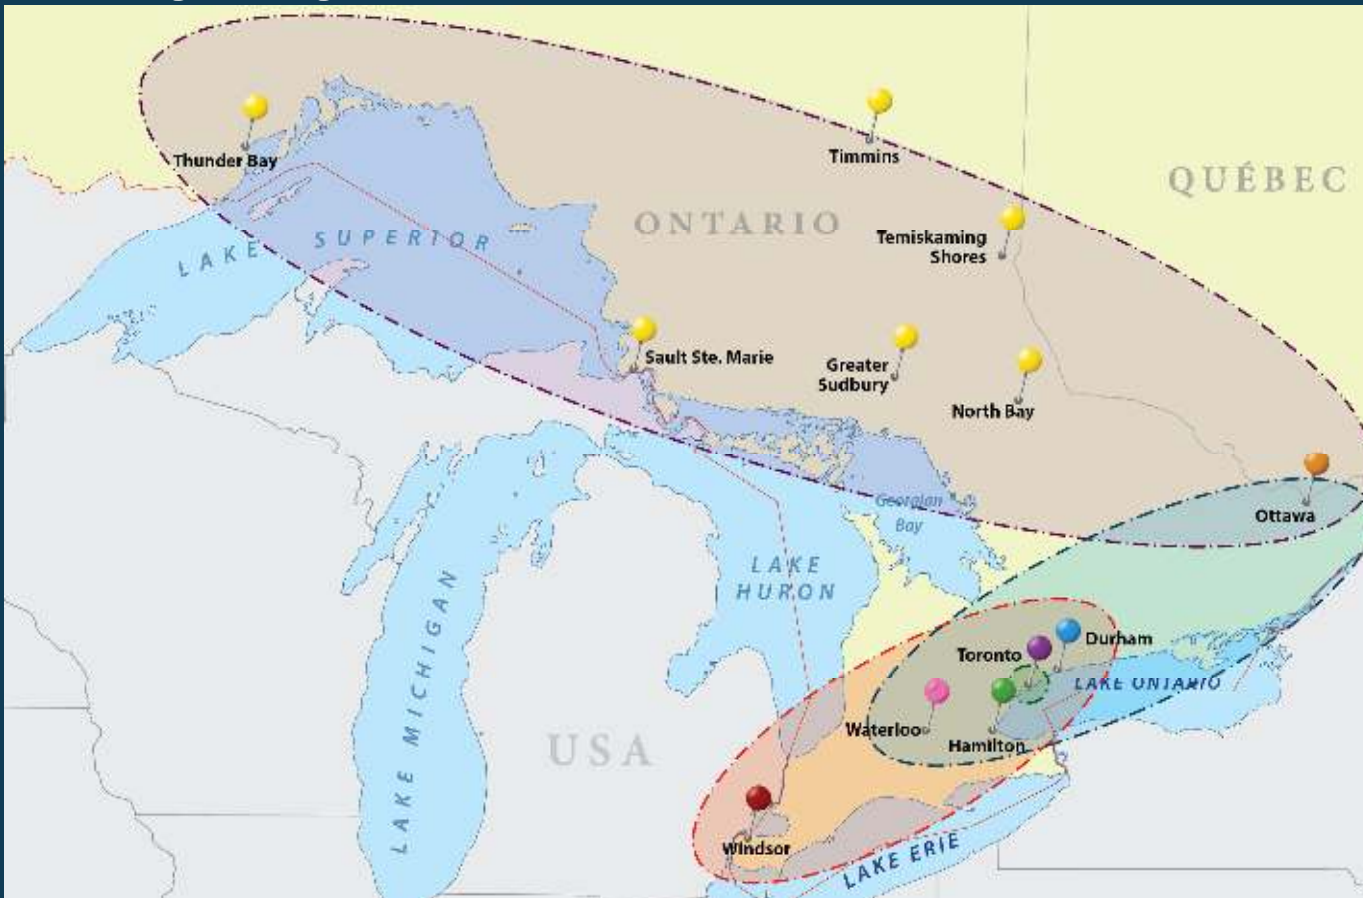 Thunder Bay
Timmins
QUÉBEC
ONTARIO
LAKE SUPERIOR
Temiskaming
Shores
Sault Ste. Marie
Greater
Sudbury
North Bay
Georgian
Bay
Ottawa
LAKE
HURON
LAKE MICHIGAN
Durham
Toronto
LAKE ONTARIO
Waterloo
Hamilton
USA
Windsor
LAKE ERIE